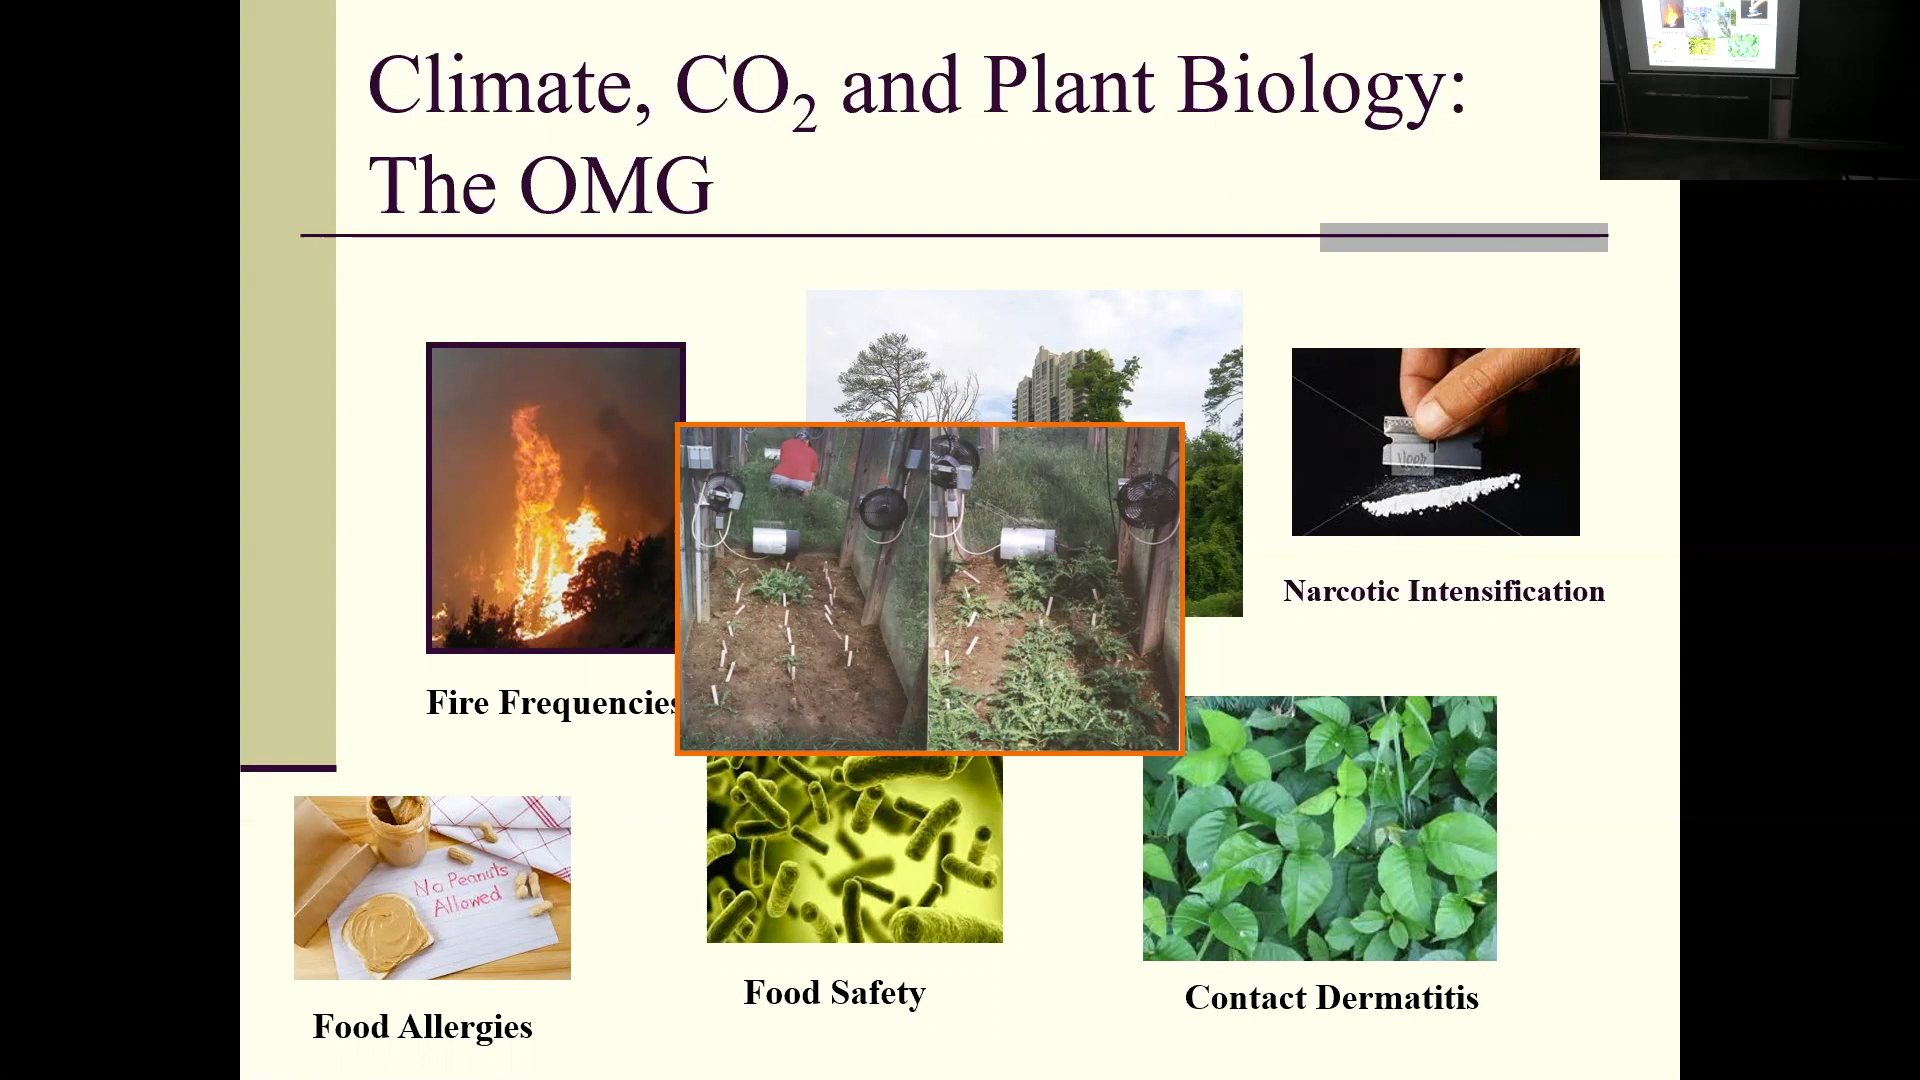 Climate, CO₂ and Plant Biology:
The OMG
Narcotic Intensification
Fire Frequencies
No Peanuts
Allowed
Food Safety
Contact Dermatitis
Food Allergies